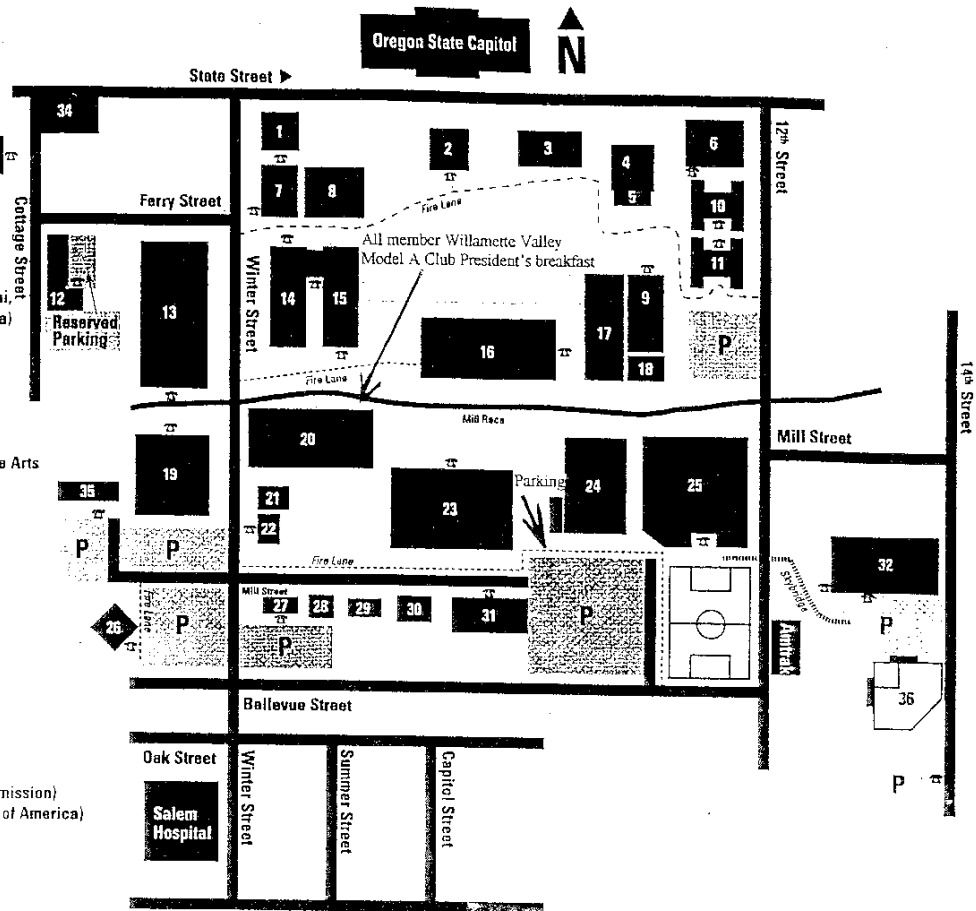 Oregon State Capitol
N
State Street
34
1
2
3
4
6
12th Street
7
8
5
10
Ferry Street
Fire Lane
Cottage Street
All member Willamette Valley
Model A Club President's breakfast
11
12
Reserved
Parking
13
Winter Street
14
15
9
17
16
18
P
a)
Fire Lane
Mill Race
14th Street
Mill Street
20
19
e Arts
35
21
22
23
Parking
24
25
P
P
Fire Lane
32
Skybridge
Mill Street
27
28
29
30
31
P
P
Fire Lane
26
P
P
Amtrak
36
Bellevue Street
P
Oak Street
Winter Street
Summer Street
Capitol Street
Salem
Hospital
mission)
of America)